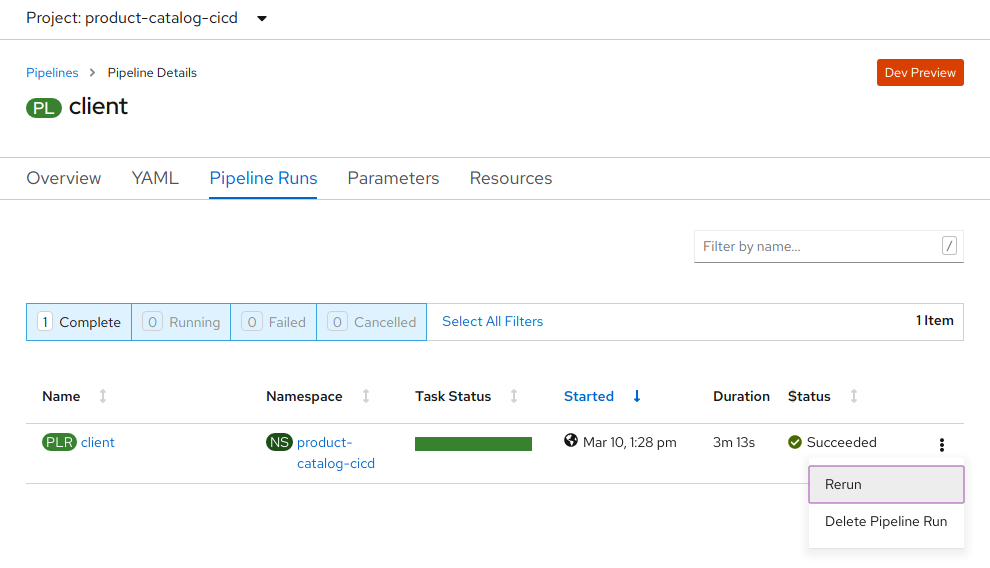 Project: product-catalog-cicd
Pipelines > Pipeline Details
Dev Preview
PL client
Overview YAML Pipeline Runs Parameters Resources
Filter by name...
/
1 Complete 0 Running 0 Failed 0 Cancelled Select All Filters 1 Item
Name Namespace Task Status Started Duration Status
PLR client NS product- Mar 10, 1:28 pm 3m 13s Succeeded
catalog-cicd
Rerun
Delete Pipeline Run